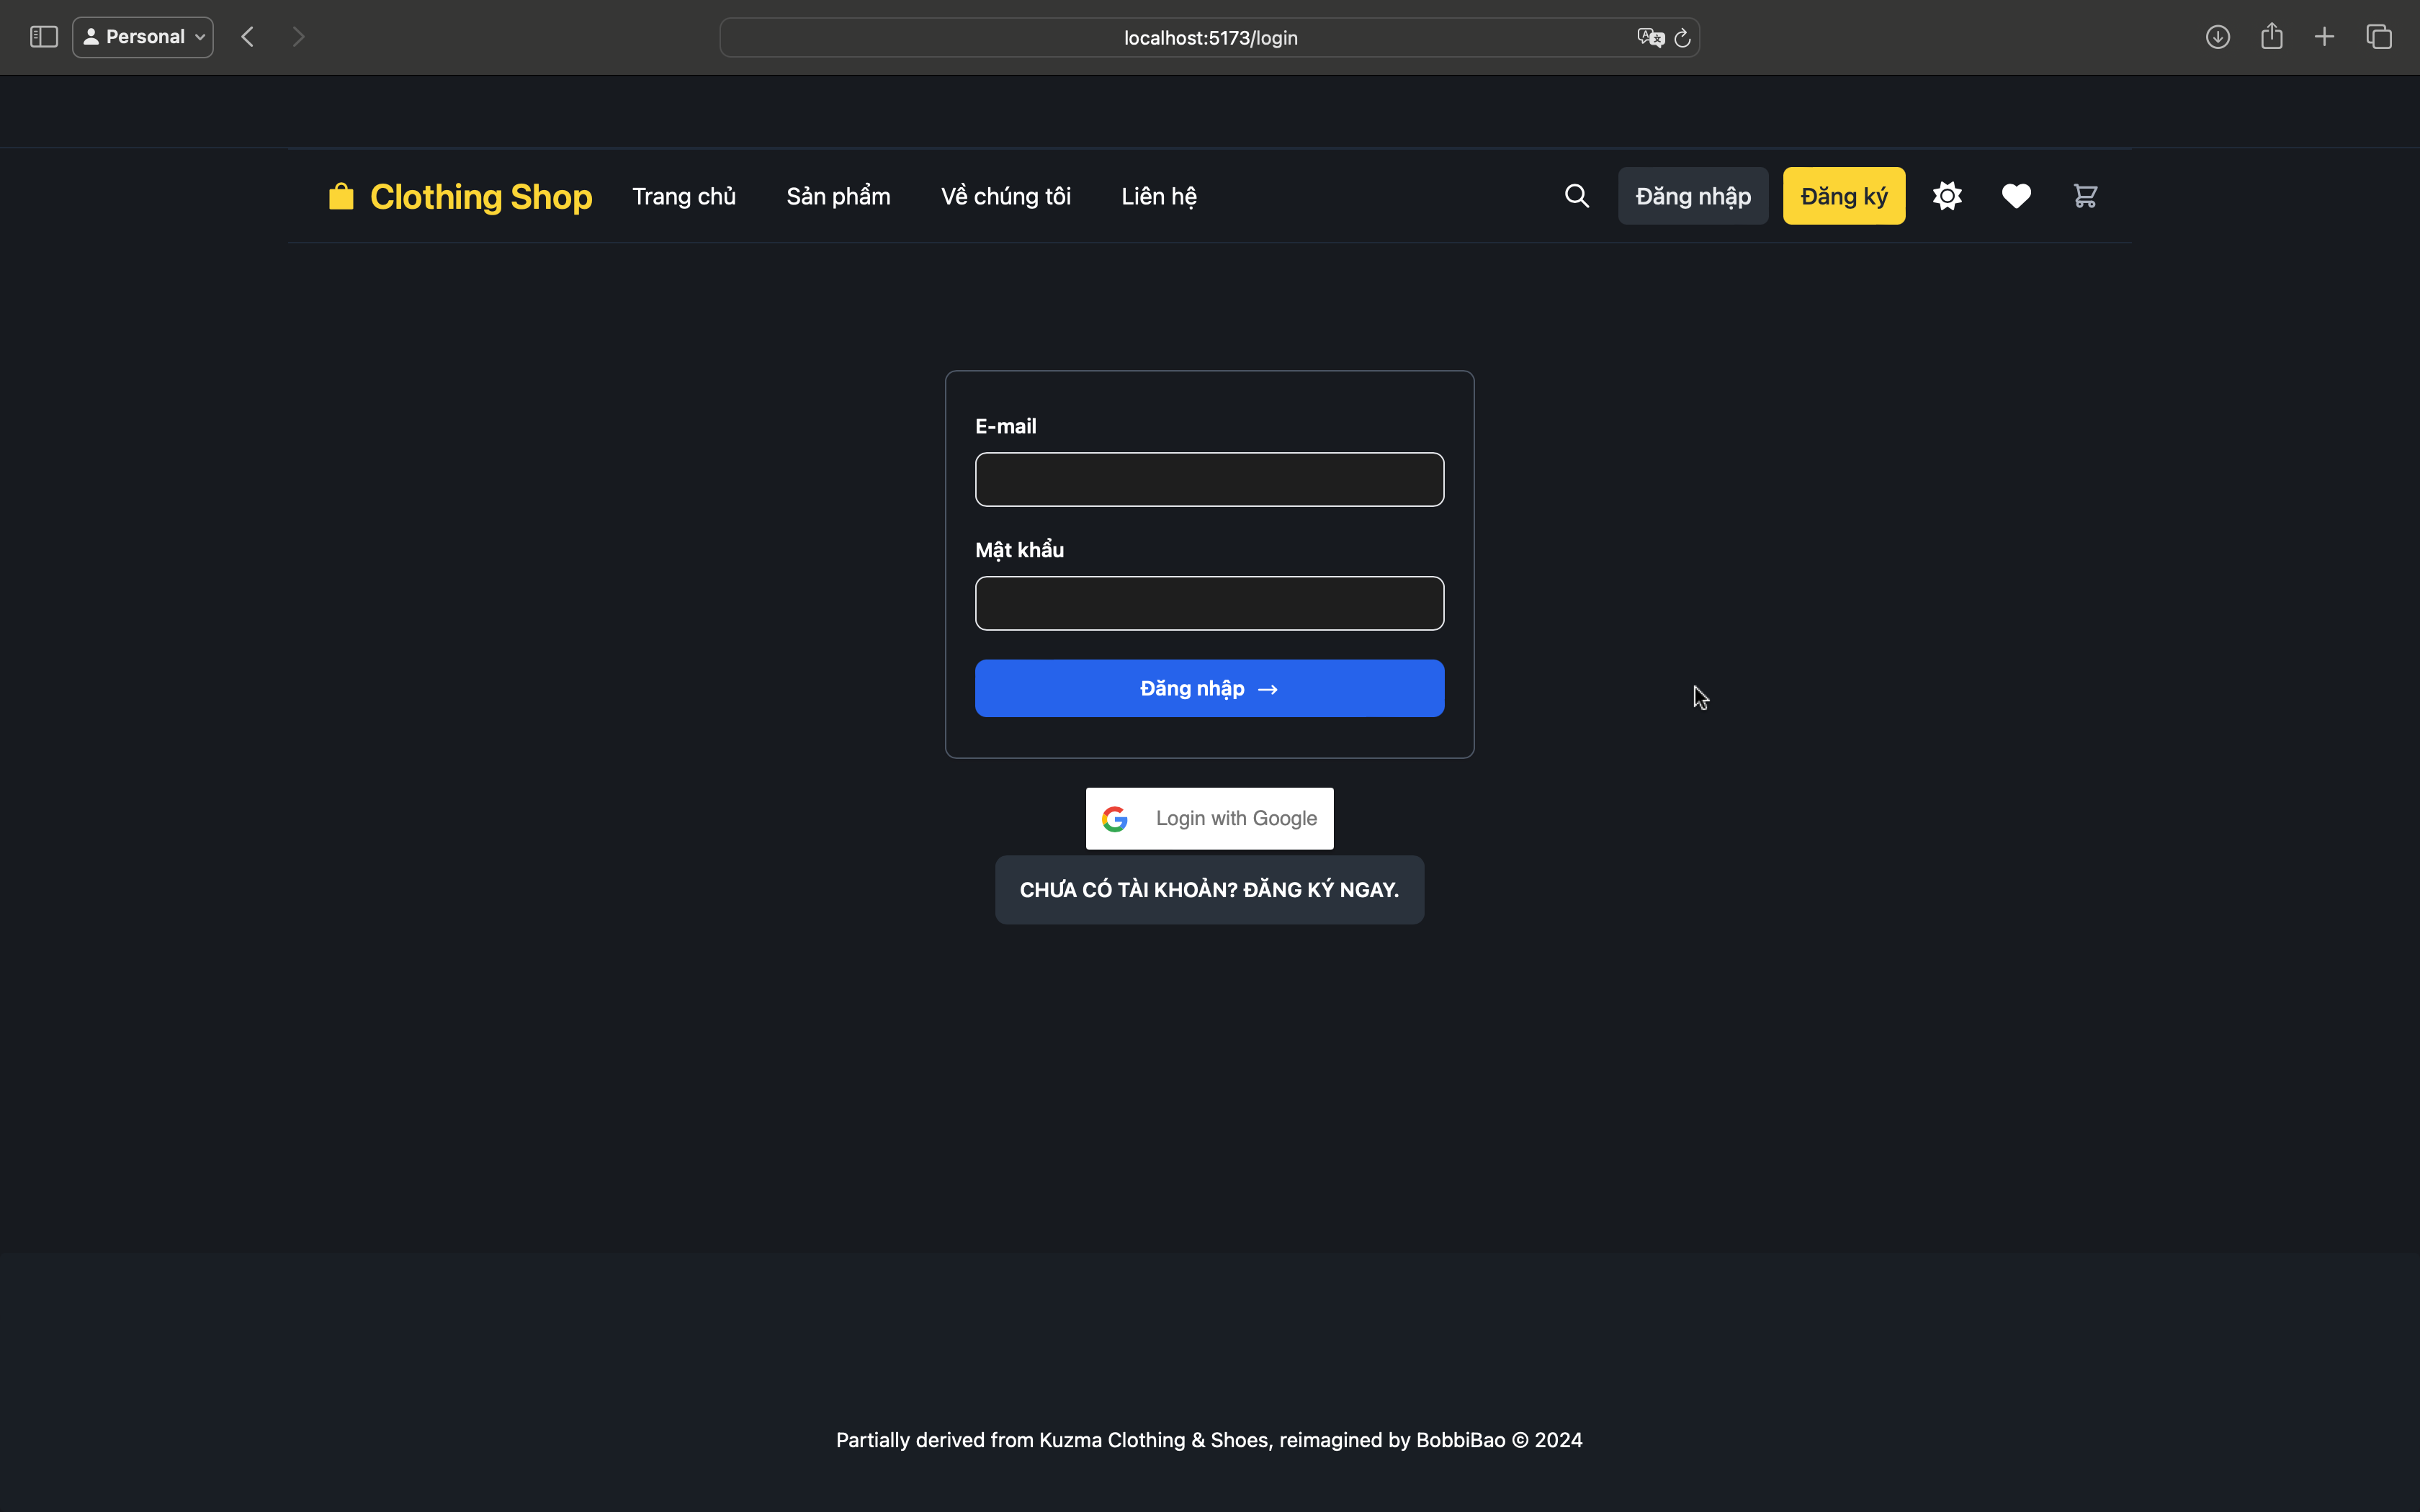 Personal
localhost:5173/login
Clothing Shop Trang chủ Sản phẩm Về chúng tôi Liên hệ Đăng nhập Đăng ký
E-mail
Mật khẩu
Đăng nhập →
Login with Google
CHƯA CÓ TÀI KHOẢN? ĐĂNG KÝ NGAY.
Partially derived from Kuzma Clothing & Shoes, reimagined by BobbiBao © 2024